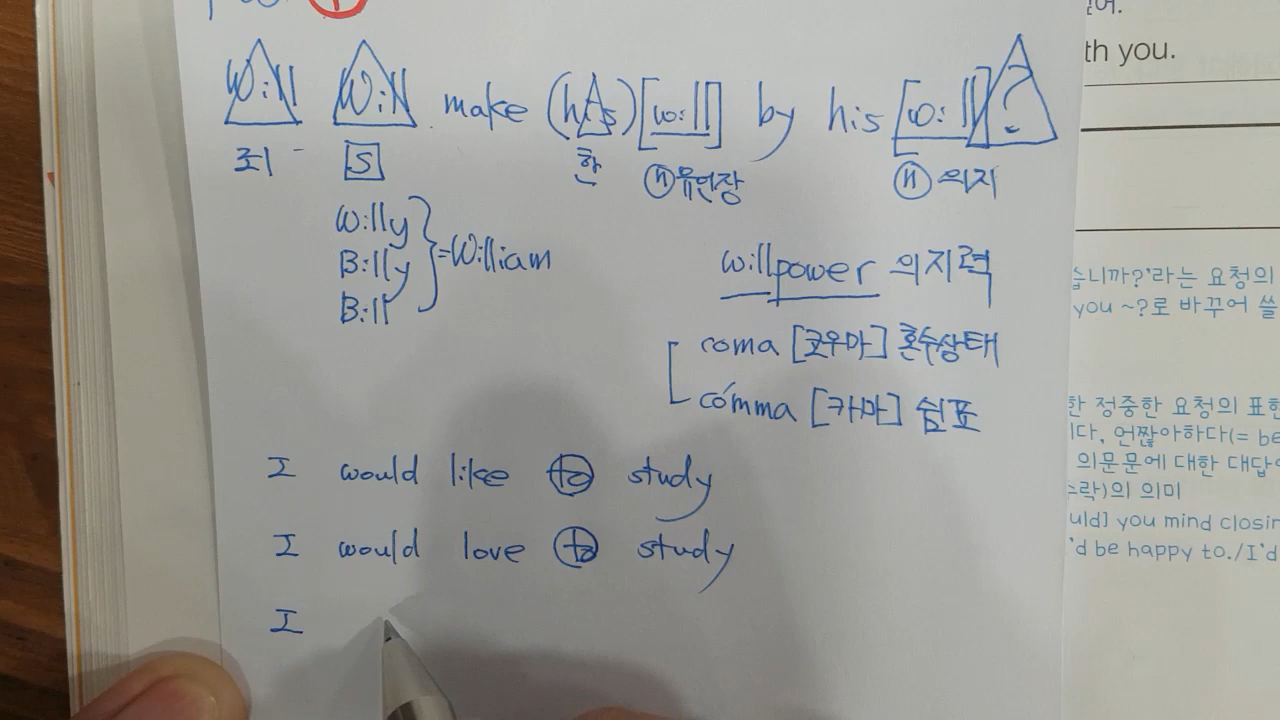 Will Will make (his) [will] by his [will]?
죄 - S 한 n 유언장 n 의지
Willy
Billy } = William
Bill
willpower 의지력
coma [코우마] 혼수상태
cómma [카마] 쉼표
I would like to study
I would love to study
I
어.
th you.
습니까?'라는 요청의
you ~?로 바꾸어 쓸
한 정중한 요청의 표현
다, 언짢아하다(= be
의문문에 대한 대답
락)의 의미
uld] you mind closin
'd be happy to./I'd